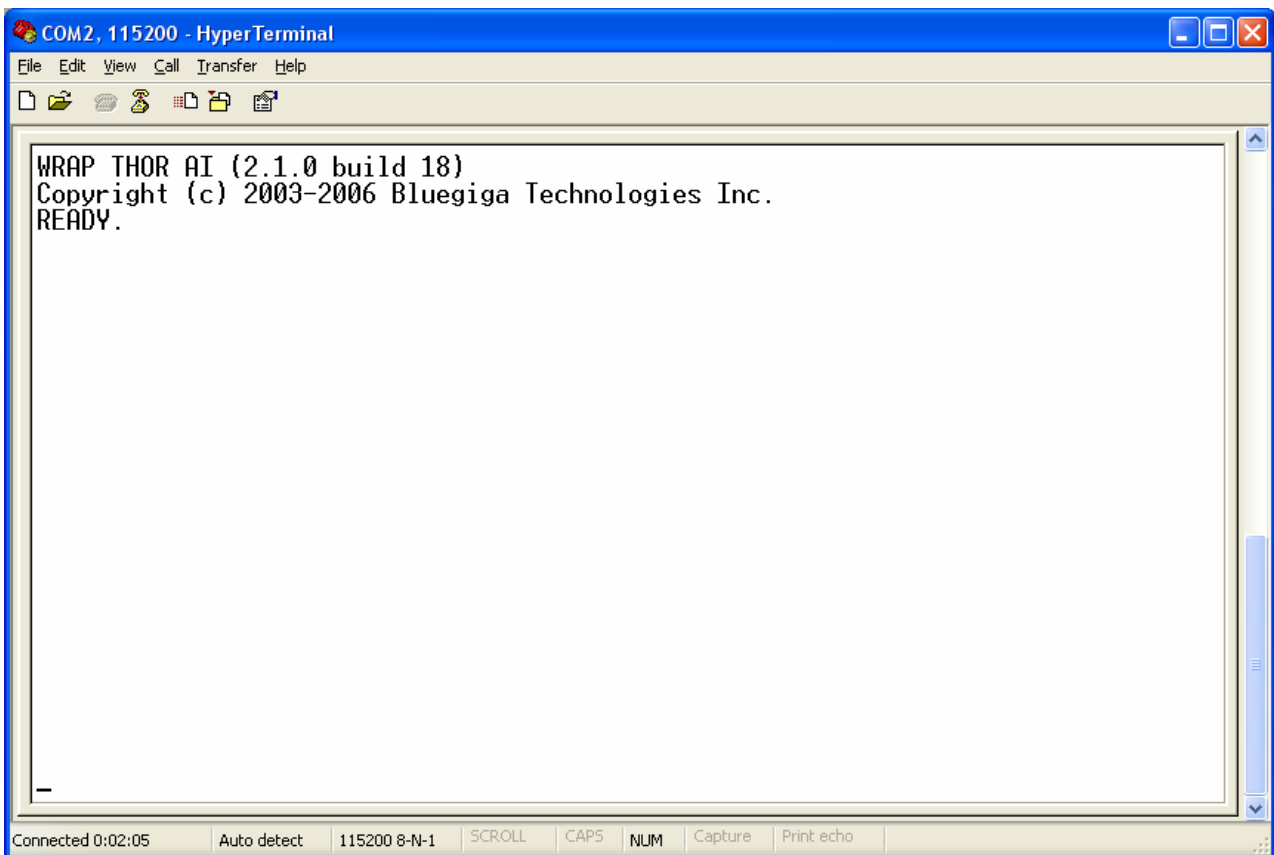 COM2, 115200 - HyperTerminal
File Edit View Call Transfer Help
WRAP THOR AI (2.1.0 build 18)
Copyright (c) 2003-2006 Bluegiga Technologies Inc.
READY.
_
Connected 0:02:05 Auto detect 115200 8-N-1 SCROLL CAPS NUM Capture Print echo